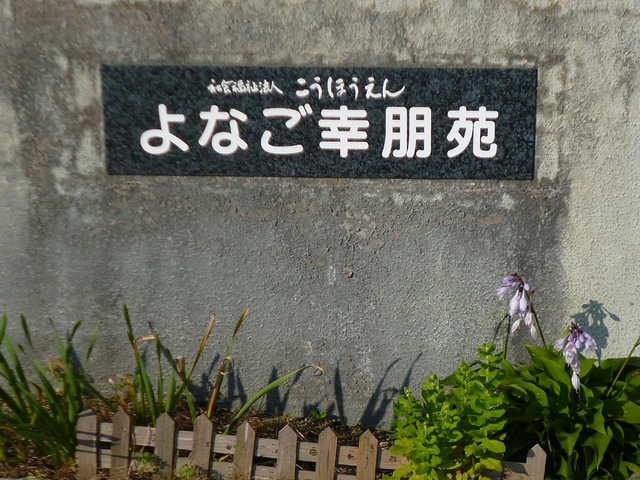 社会福祉法人 こうほうえん
よなご幸朋苑